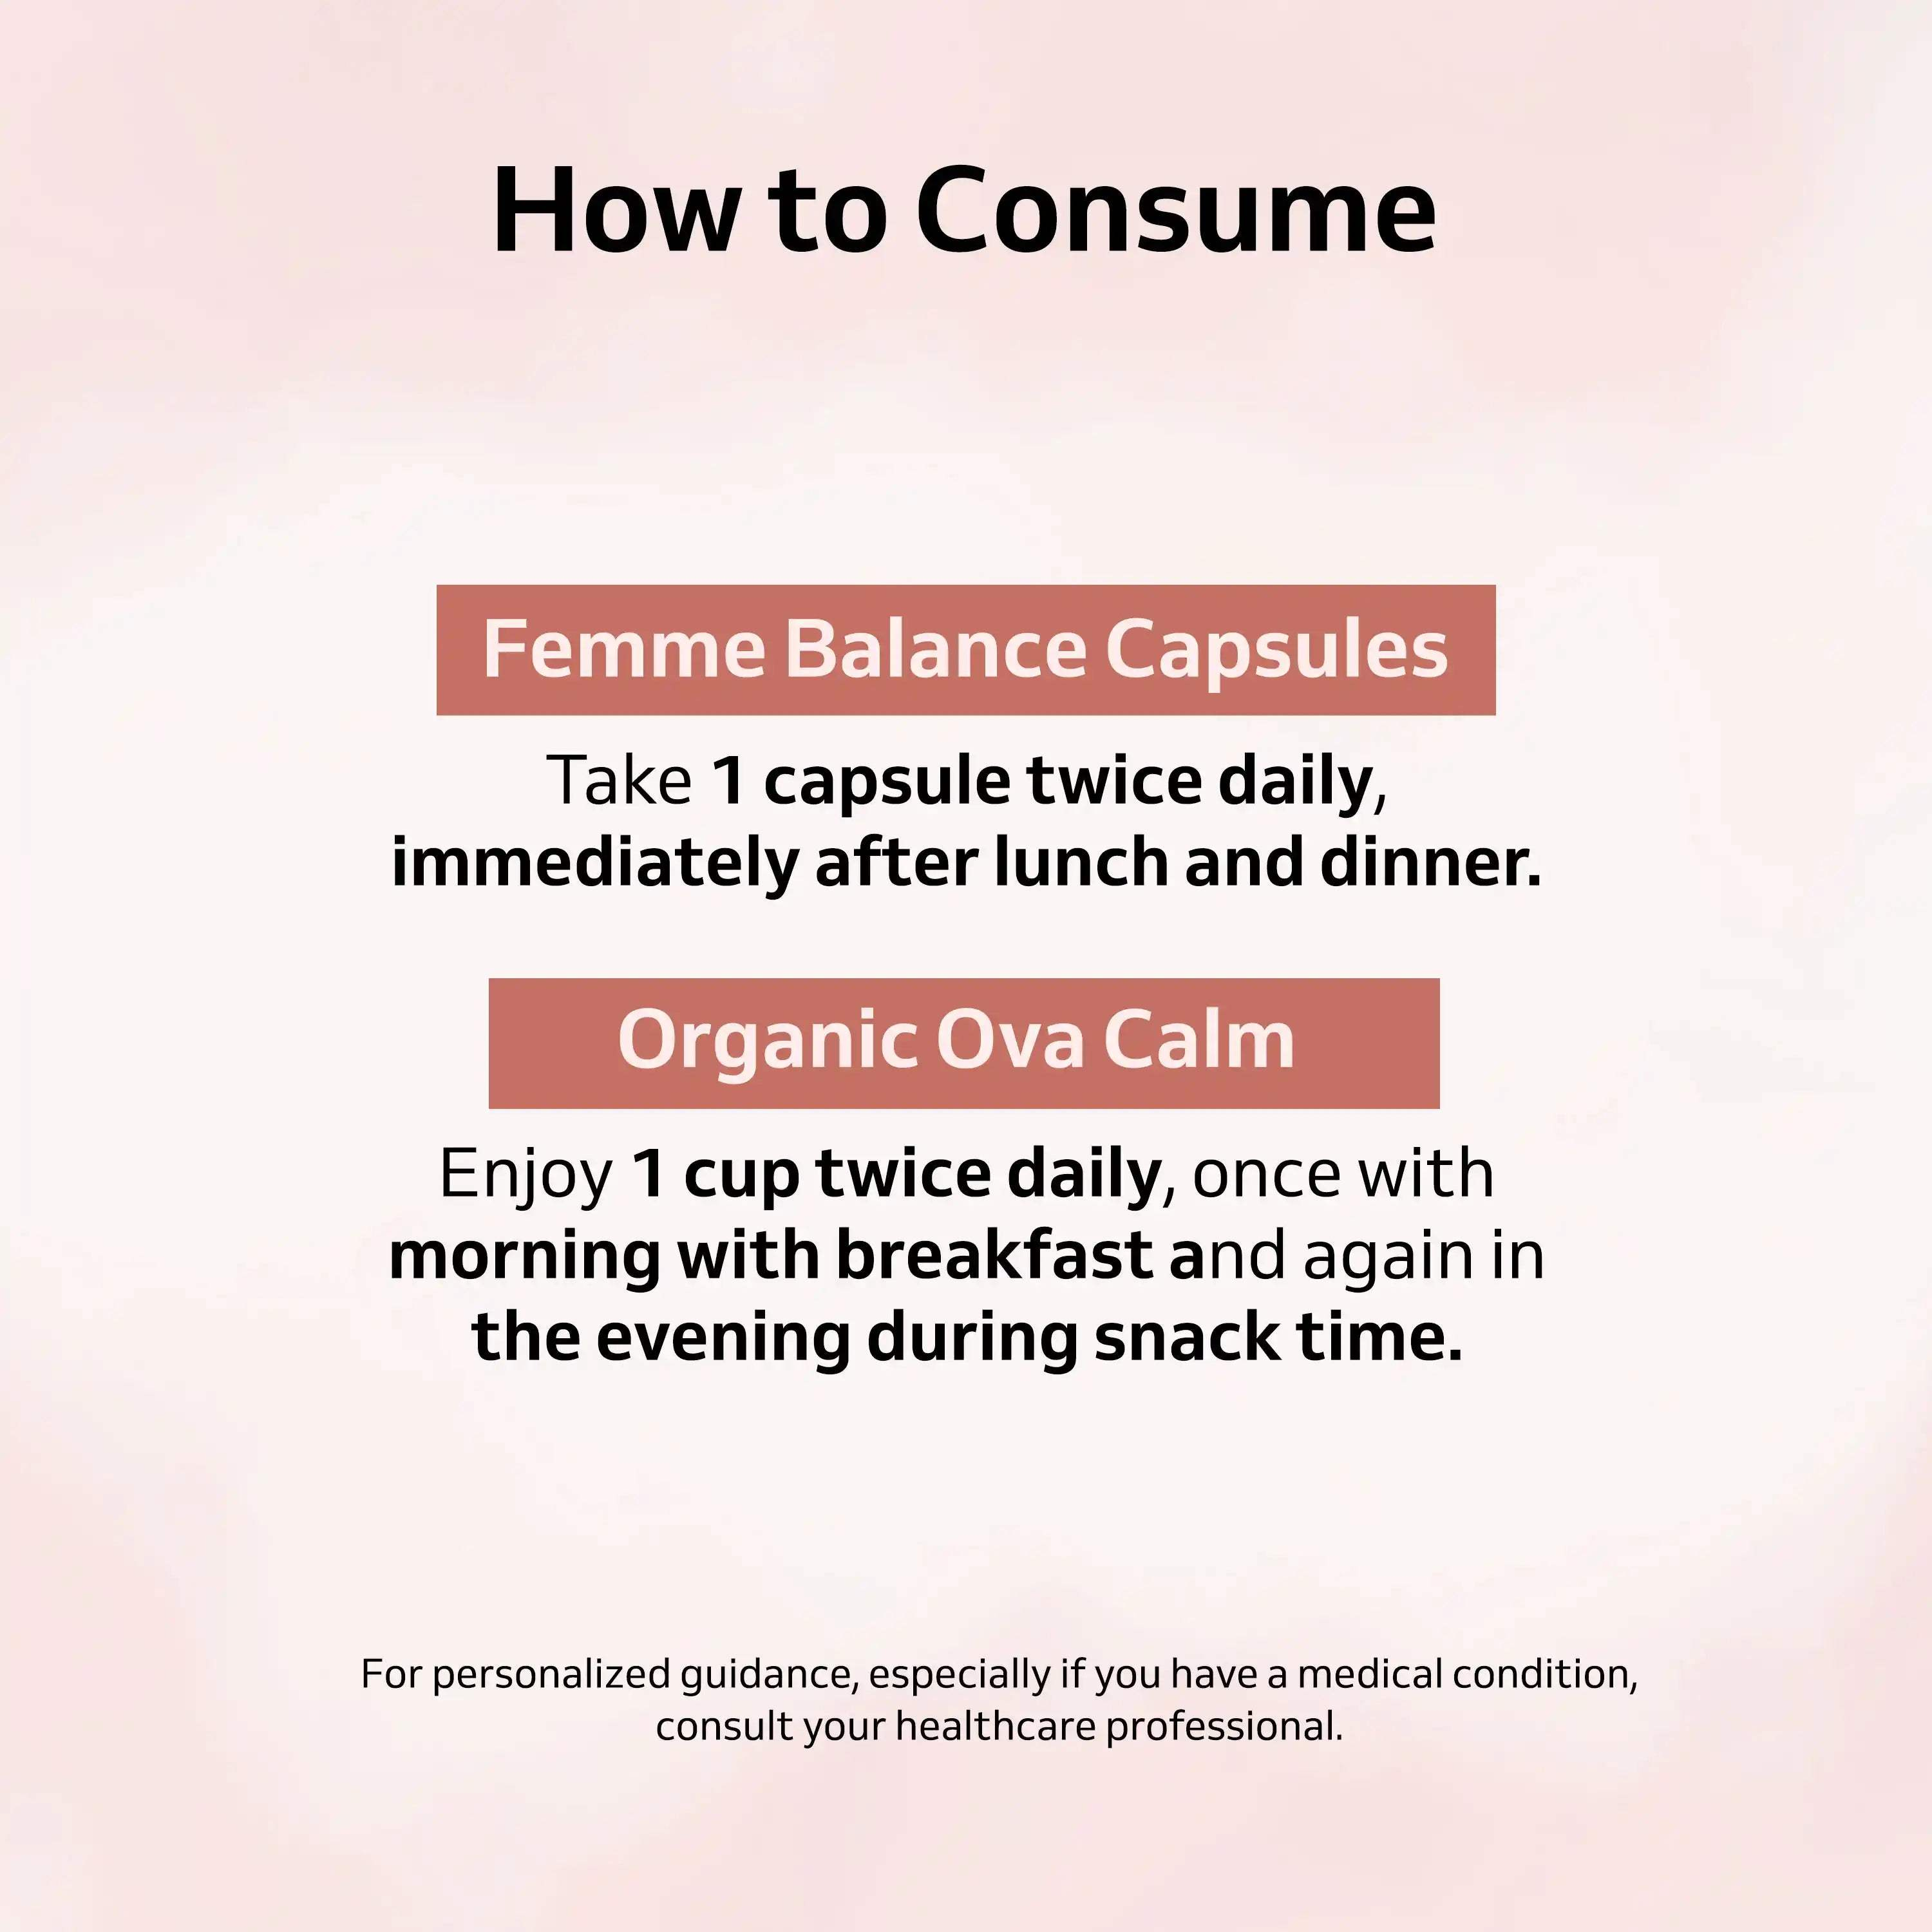 How to Consume
Femme Balance Capsules
Take 1 capsule twice daily,
immediately after lunch and dinner.
Organic Ova Calm
Enjoy 1 cup twice daily, once with
morning with breakfast and again in
the evening during snack time.
For personalized guidance, especially if you have a medical condition,
consult your healthcare professional.